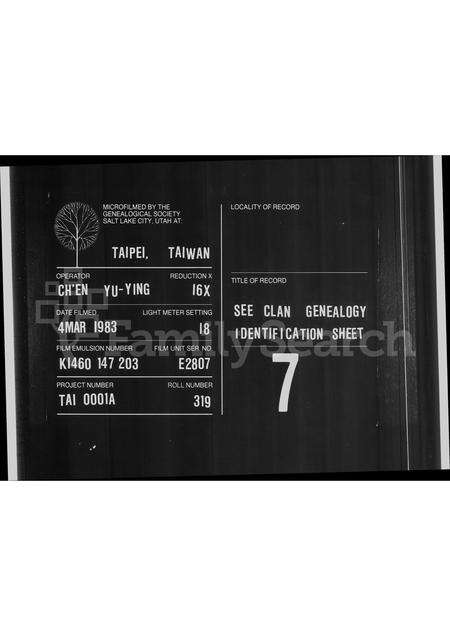 MICROFILMED BY THE
GENEALOGICAL SOCIETY
SALT LAKE CITY, UTAH AT:
TAIPEI, TAIWAN
OPERATOR REDUCTION X
CH'EN YU-YING 16X
DATE FILMED LIGHT METER SETTING
4MAR 1983 18
FILM EMULSION NUMBER FILM UNIT SER. NO.
K1460 147 203 E2807
PROJECT NUMBER ROLL NUMBER
TAI 0001A 319
LOCALITY OF RECORD
TITLE OF RECORD
SEE CLAN GENEALOGY
IDENTIFICATION SHEET
7
FamilySearch